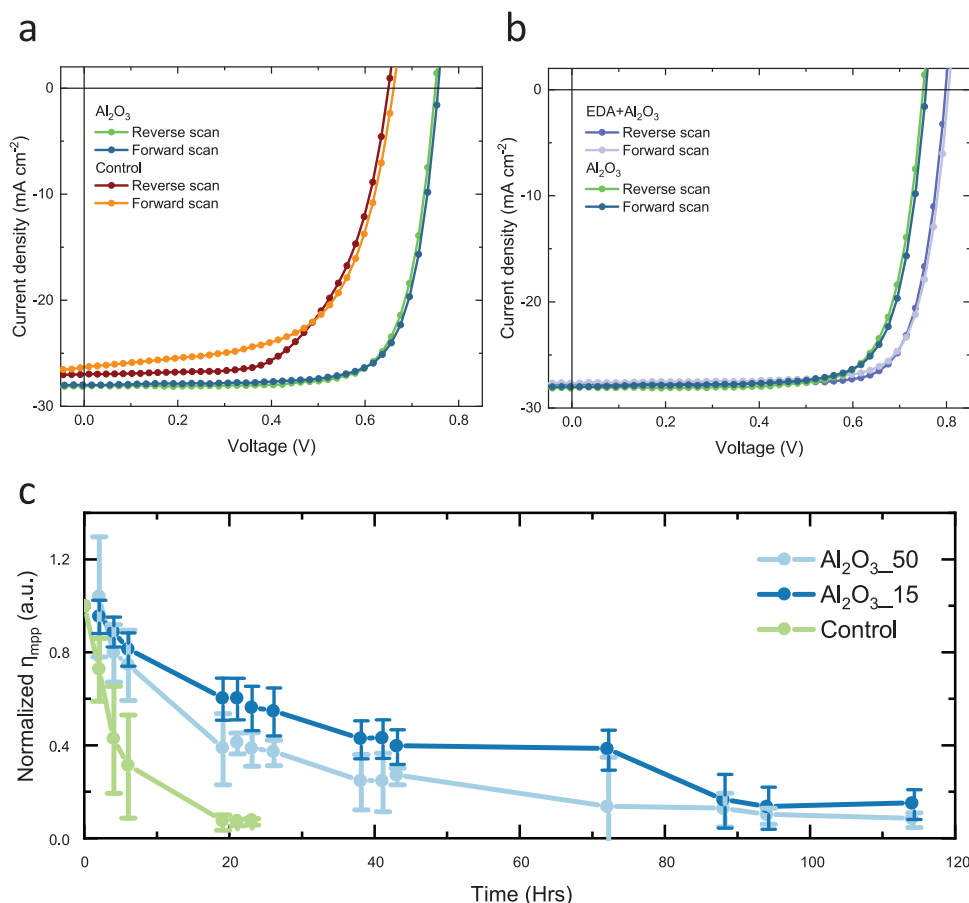 a
0
-10
-20
-30
Current density (mA cm⁻²)
Al₂O₃
Reverse scan
Forward scan
Control
Reverse scan
Forward scan
0.0 0.2 0.4 0.6 0.8
Voltage (V)
b
0
-10
-20
-30
Current density (mA cm⁻²)
EDA+Al₂O₃
Reverse scan
Forward scan
Al₂O₃
Reverse scan
Forward scan
0.0 0.2 0.4 0.6 0.8
Voltage (V)
c
1.2
0.8
0.4
0.0
Normalized η_mpp (a.u.)
Al₂O₃_50
Al₂O₃_15
Control
0 20 40 60 80 100 120
Time (Hrs)